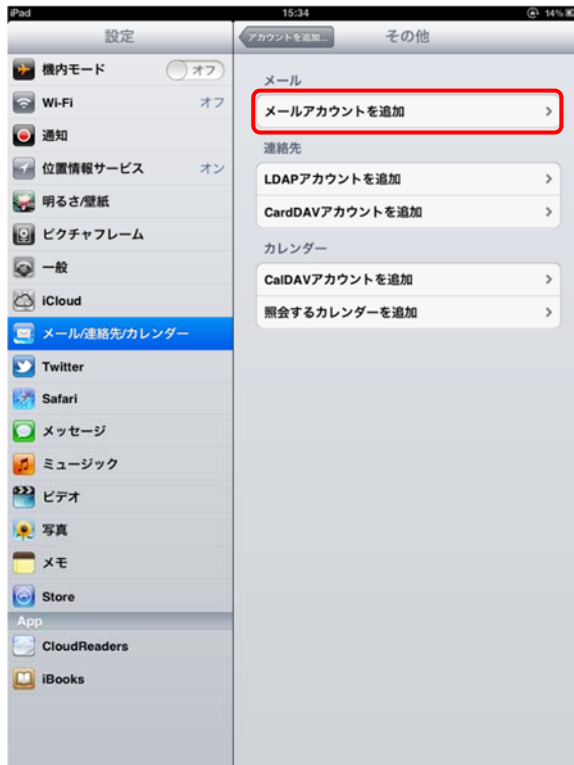 iPad 15:34 14%
設定
機内モード オフ
Wi-Fi オフ
通知
位置情報サービス オン
明るさ/壁紙
ピクチャフレーム
一般
iCloud
メール/連絡先/カレンダー
Twitter
Safari
メッセージ
ミュージック
ビデオ
写真
メモ
Store
App
CloudReaders
iBooks
アカウントを追加... その他
メール
メールアカウントを追加
連絡先
LDAPアカウントを追加
CardDAVアカウントを追加
カレンダー
CalDAVアカウントを追加
照会するカレンダーを追加